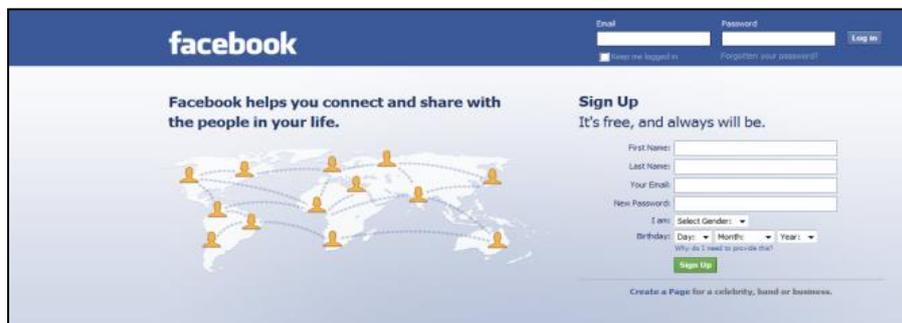 Email Password
facebook
Log in
Keep me logged in Forgotten your password?
Facebook helps you connect and share with
the people in your life.
Sign Up
It's free, and always will be.
First Name:
Last Name:
Your Email:
New Password:
I am: Select Gender:
Birthday: Day: Month: Year:
Why do I need to provide this?
Sign Up
Create a Page for a celebrity, band or business.